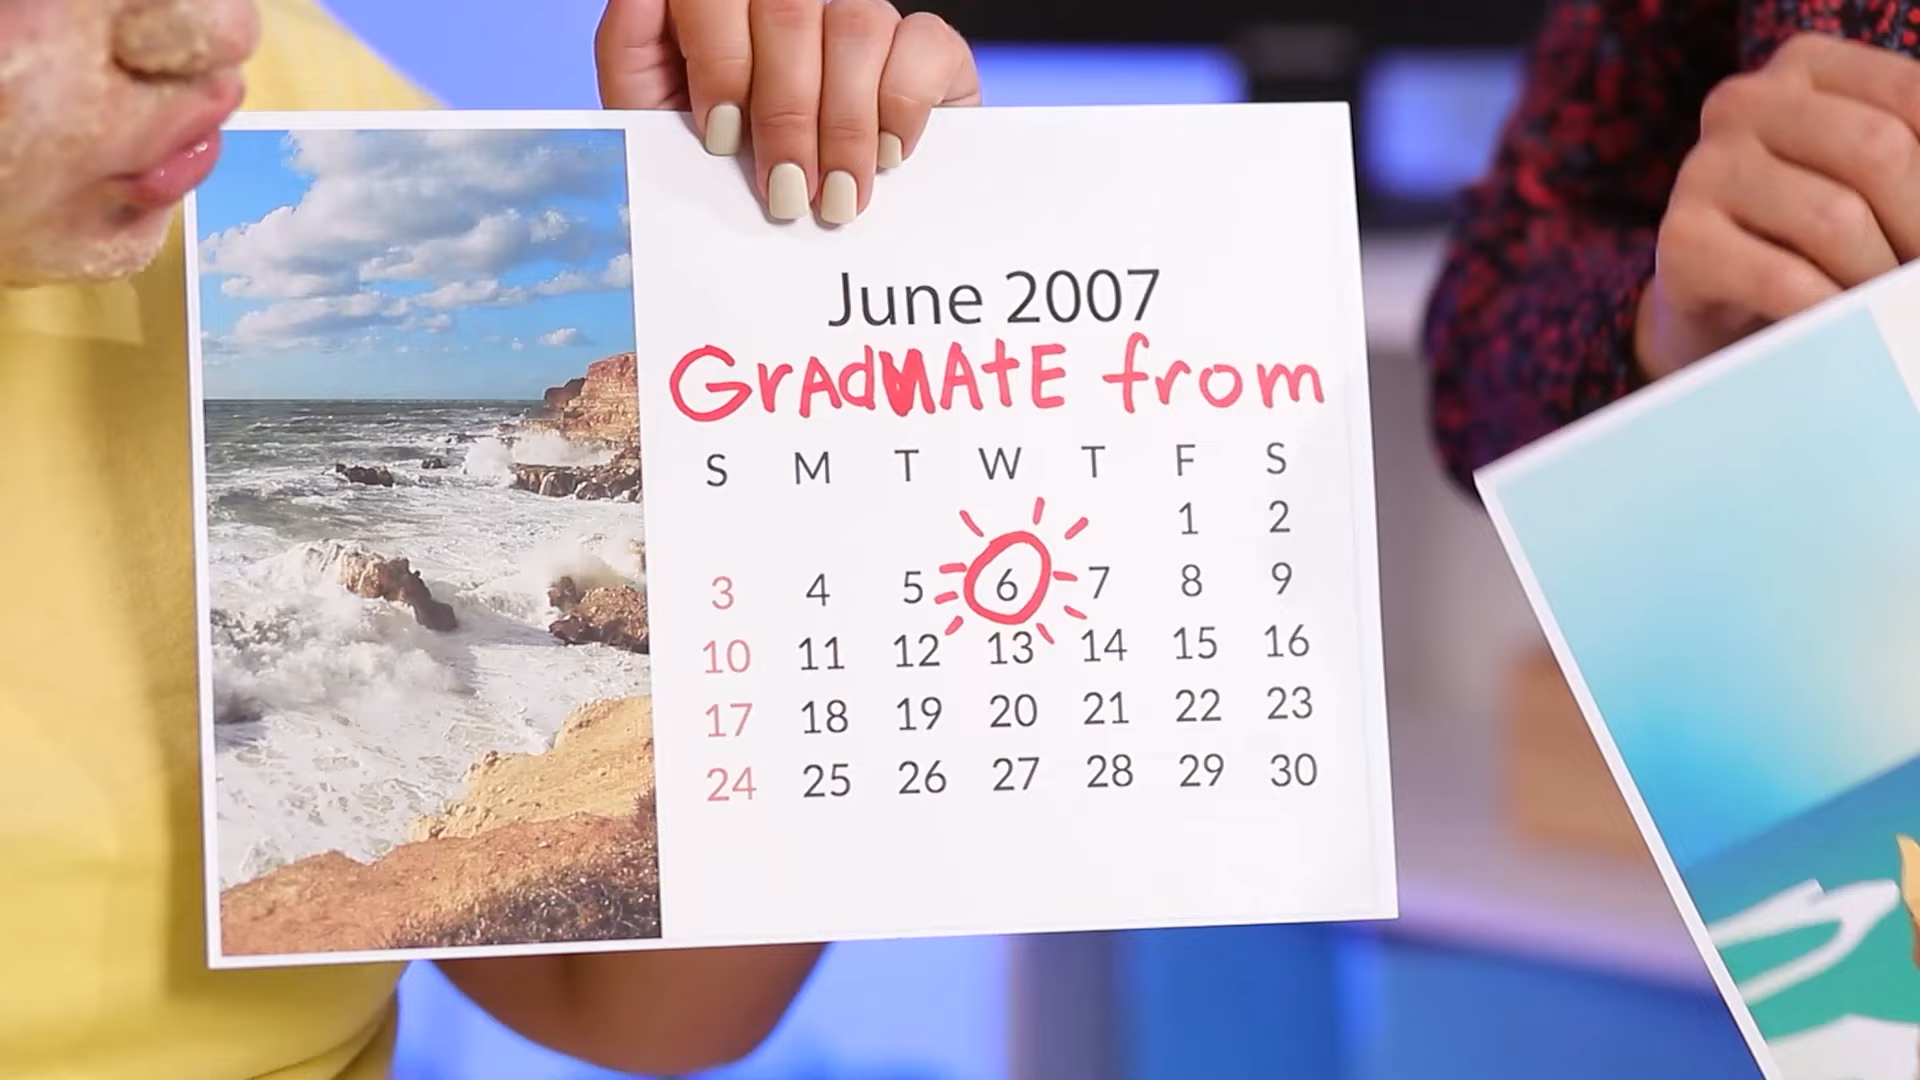 June 2007
GrAdUAtE from
S M T W T F S
1 2
3 4 5 6 7 8 9
10 11 12 13 14 15 16
17 18 19 20 21 22 23
24 25 26 27 28 29 30